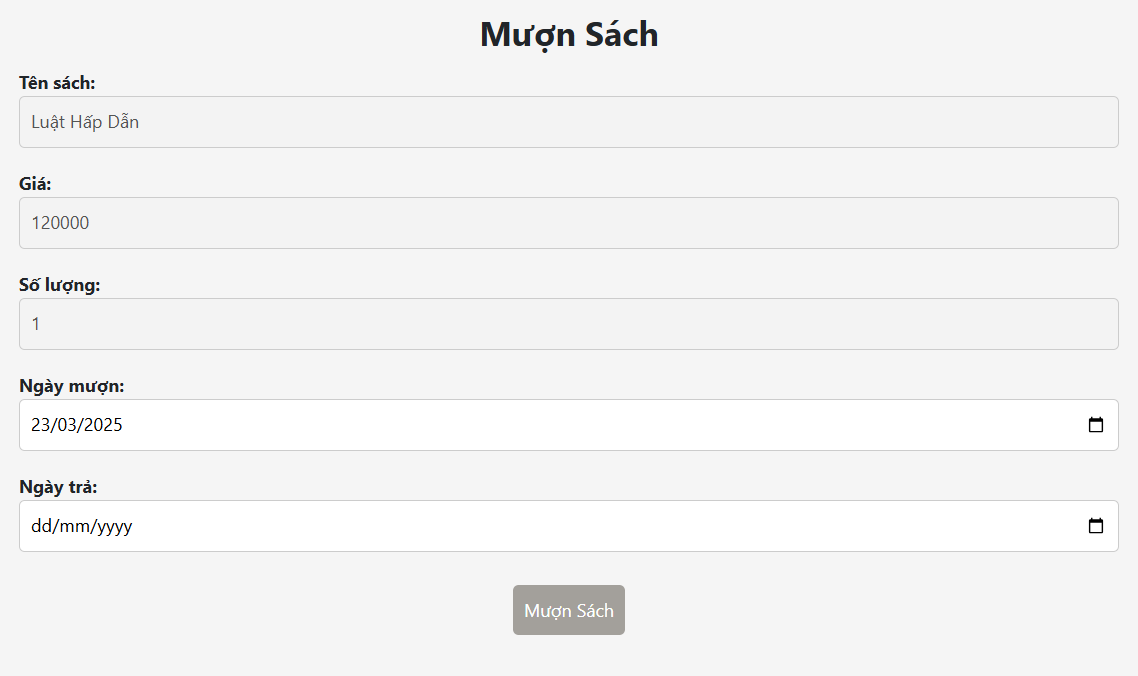 Mượn Sách
Tên sách:
Luật Hấp Dẫn
Giá:
120000
Số lượng:
1
Ngày mượn:
23/03/2025
Ngày trả:
dd/mm/yyyy
Mượn Sách